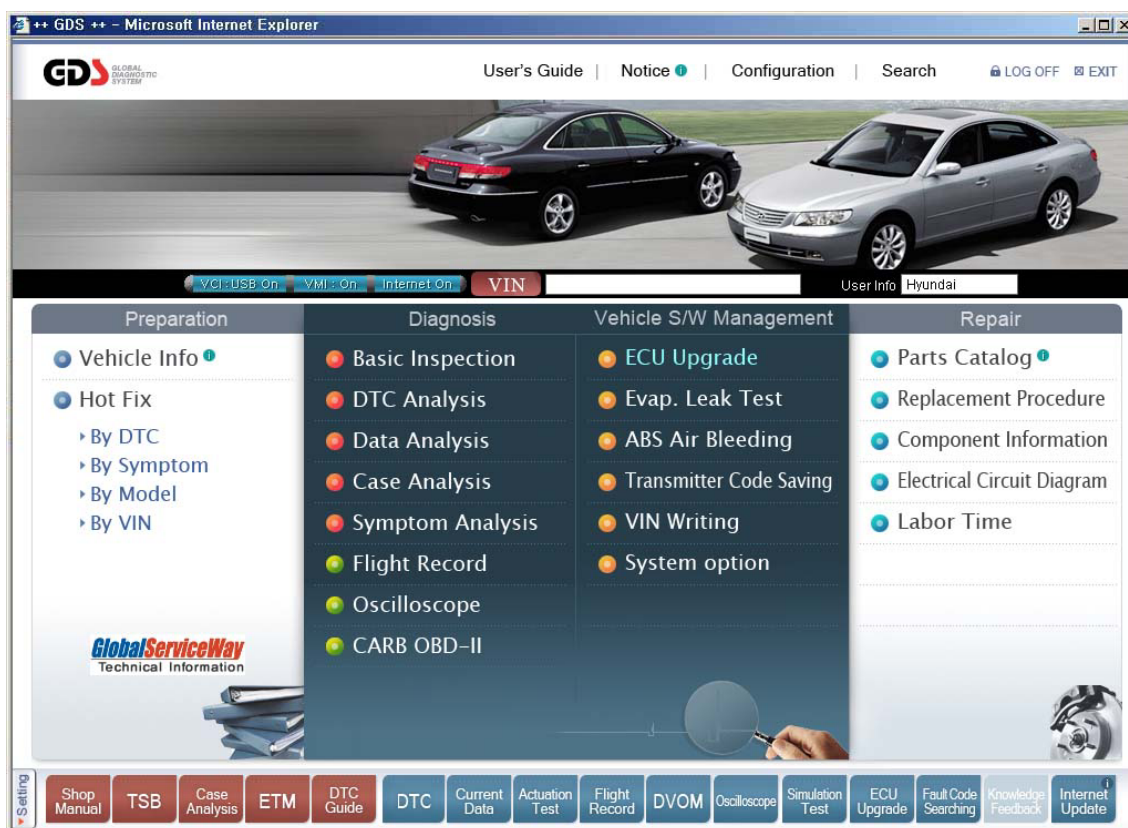 ++ GDS ++ - Microsoft Internet Explorer
GDS GLOBAL DIAGNOSTIC SYSTEM
User's Guide | Notice | Configuration | Search LOG OFF EXIT
VCI : USB On VMI : On Internet On VIN User Info Hyundai
Preparation
Vehicle Info
Hot Fix
By DTC
By Symptom
By Model
By VIN
GlobalServiceWay
Technical Information
Diagnosis
Basic Inspection
DTC Analysis
Data Analysis
Case Analysis
Symptom Analysis
Flight Record
Oscilloscope
CARB OBD-II
Vehicle S/W Management
ECU Upgrade
Evap. Leak Test
ABS Air Bleeding
Transmitter Code Saving
VIN Writing
System option
Repair
Parts Catalog
Replacement Procedure
Component Information
Electrical Circuit Diagram
Labor Time
Setting
Shop Manual
TSB
Case Analysis
ETM
DTC Guide
DTC
Current Data
Actuation Test
Flight Record
DVOM
Oscilloscope
Simulation Test
ECU Upgrade
Fault Code Searching
Knowledge Feedback
Internet Update